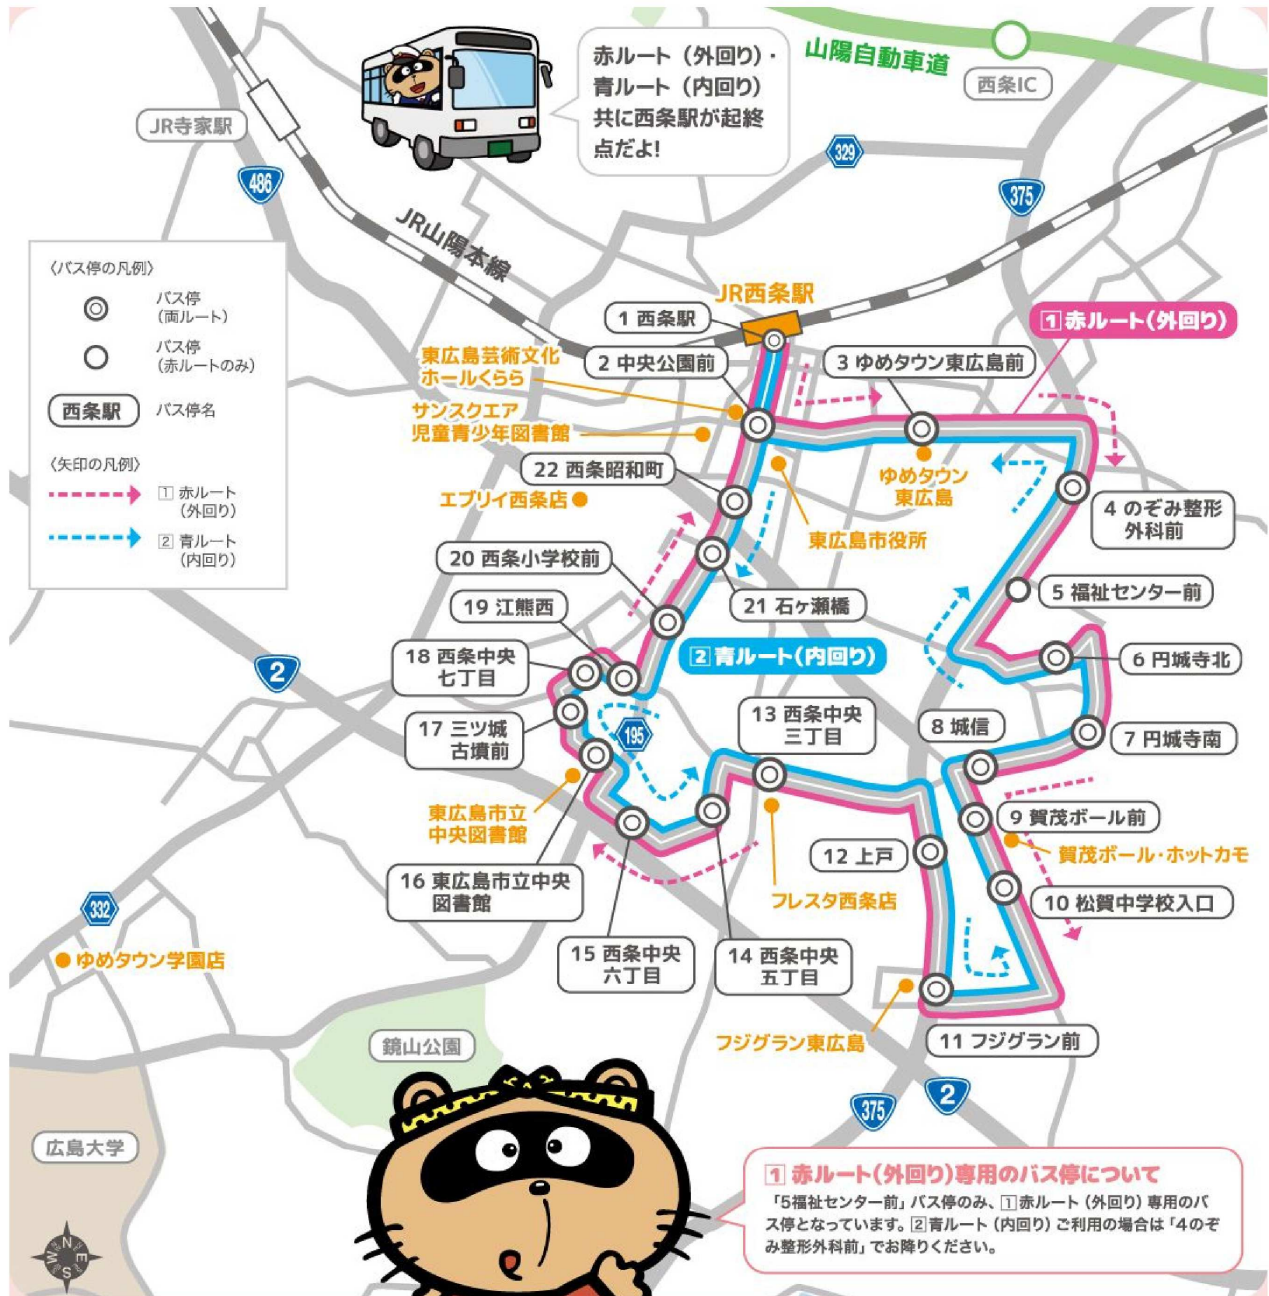 赤ルート（外回り）・
青ルート（内回り）
共に西条駅が起終
点だよ!
山陽自動車道
西条IC
JR寺家駅
486
329
375
JR山陽本線
〈バス停の凡例〉
バス停
（両ルート）
バス停
（赤ルートのみ）
西条駅
バス停名
〈矢印の凡例〉
1 赤ルート
（外回り）
2 青ルート
（内回り）
JR西条駅
1 西条駅
1 赤ルート（外回り）
東広島芸術文化
ホールくらら
2 中央公園前
3 ゆめタウン東広島前
サンスクエア
児童青少年図書館
22 西条昭和町
ゆめタウン
東広島
エブリイ西条店
4 のぞみ整形
外科前
東広島市役所
20 西条小学校前
5 福祉センター前
19 江熊西
21 石ヶ瀬橋
18 西条中央
七丁目
2 青ルート（内回り）
6 円城寺北
2
17 三ツ城
古墳前
195
13 西条中央
三丁目
8 城信
7 円城寺南
東広島市立
中央図書館
9 賀茂ボール前
12 上戸
賀茂ボール・ホットカモ
16 東広島市立中央
図書館
フレスタ西条店
10 松賀中学校入口
332
ゆめタウン学園店
15 西条中央
六丁目
14 西条中央
五丁目
フジグラン東広島
11 フジグラン前
鏡山公園
375
2
広島大学
1 赤ルート（外回り）専用のバス停について
「5福祉センター前」バス停のみ、1赤ルート（外回り）専用のバ
ス停となっています。2青ルート（内回り）ご利用の場合は「4のぞ
み整形外科前」でお降りください。
N
W
E
S